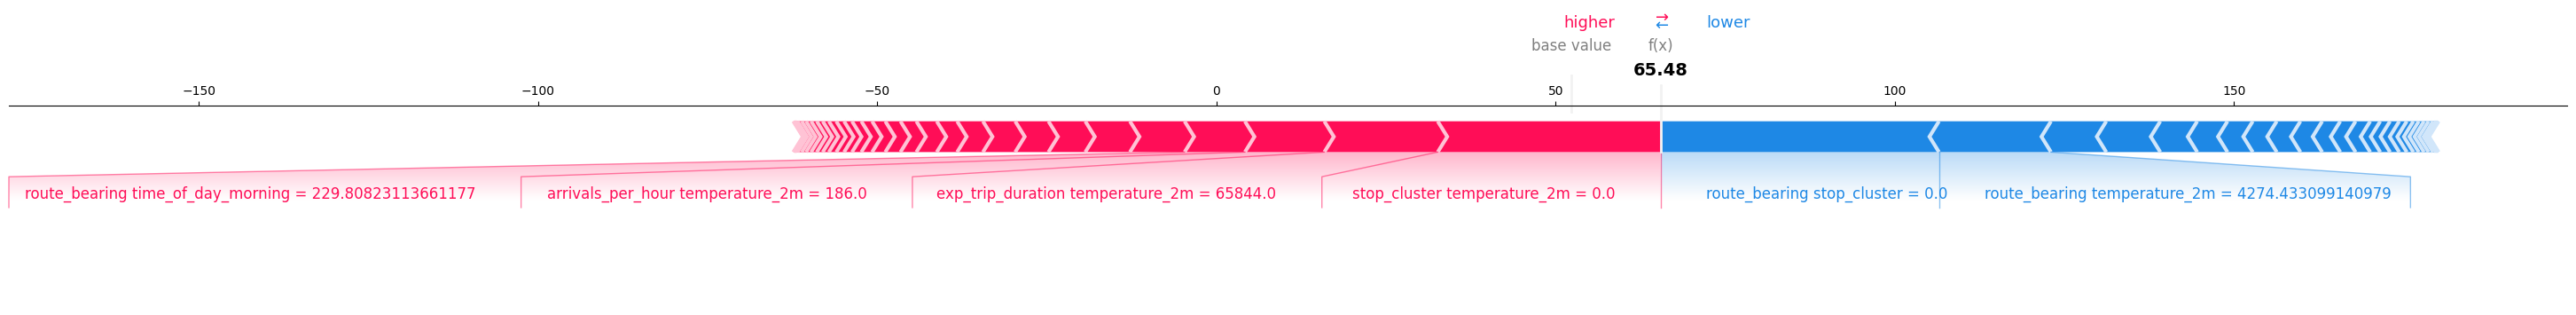 higher ⇄ lower
base value f(x)
65.48
−150 −100 −50 0 50 100 150
route_bearing time_of_day_morning = 229.80823113661177 arrivals_per_hour temperature_2m = 186.0 exp_trip_duration temperature_2m = 65844.0 stop_cluster temperature_2m = 0.0 route_bearing stop_cluster = 0.0 route_bearing temperature_2m = 4274.433099140979